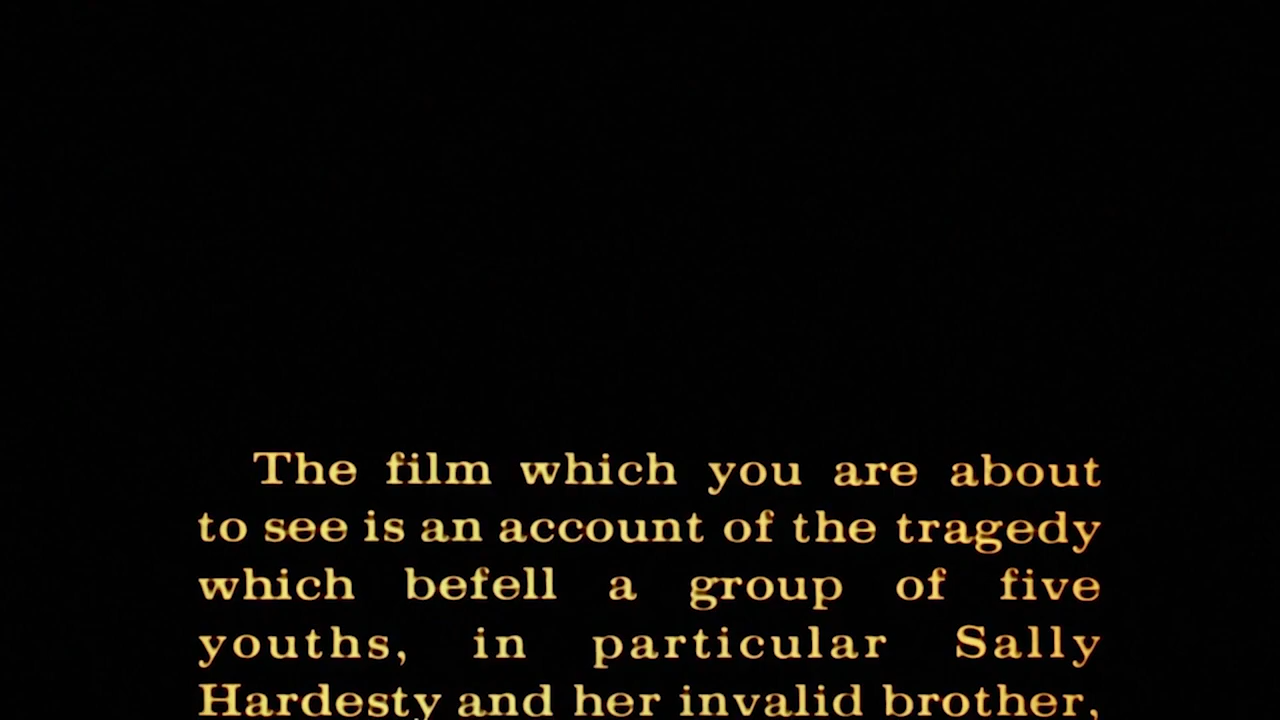 The film which you are about
to see is an account of the tragedy
which befell a group of five
youths, in particular Sally
Hardesty and her invalid brother,